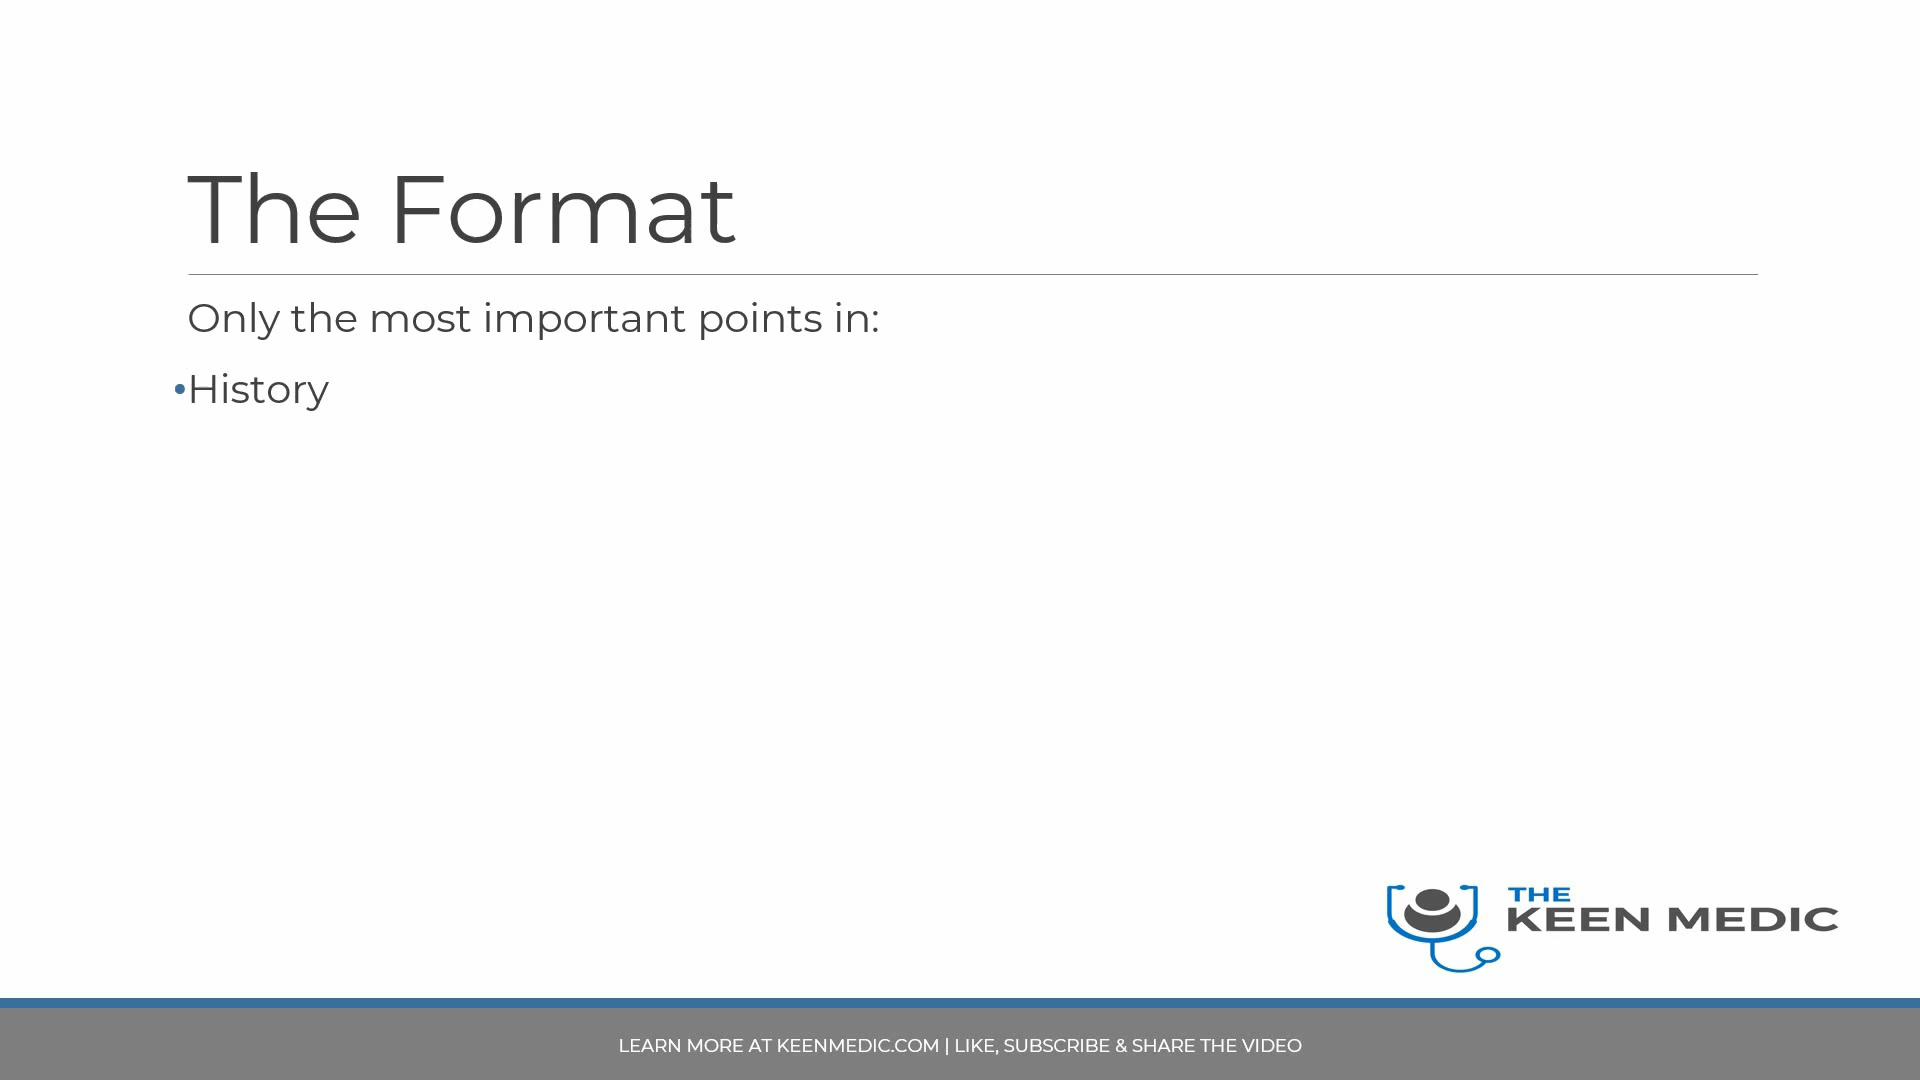 The Format
Only the most important points in:
•History
THE
KEEN MEDIC
LEARN MORE AT KEENMEDIC.COM | LIKE, SUBSCRIBE & SHARE THE VIDEO